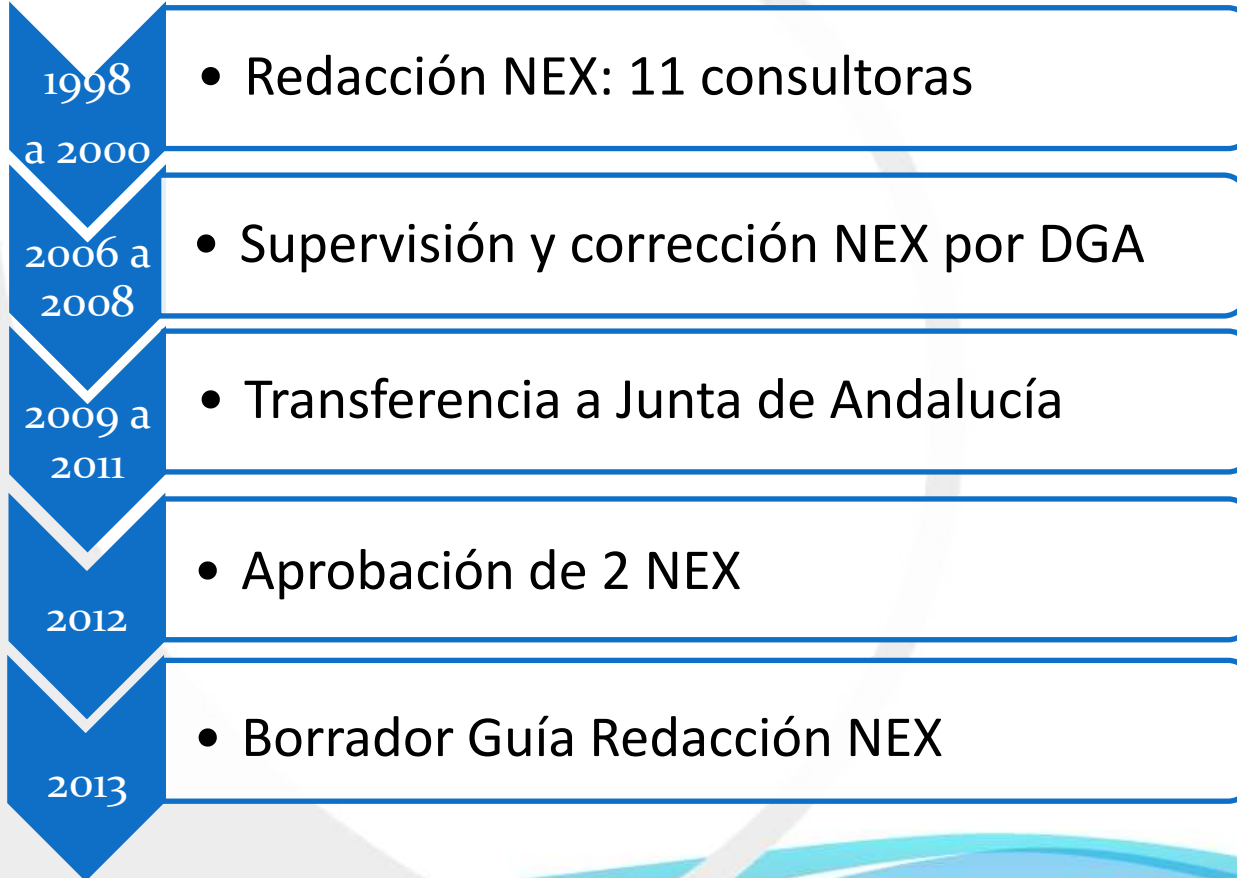 1998
a 2000
• Redacción NEX: 11 consultoras
2006 a
2008
• Supervisión y corrección NEX por DGA
2009 a
2011
• Transferencia a Junta de Andalucía
2012
• Aprobación de 2 NEX
2013
• Borrador Guía Redacción NEX